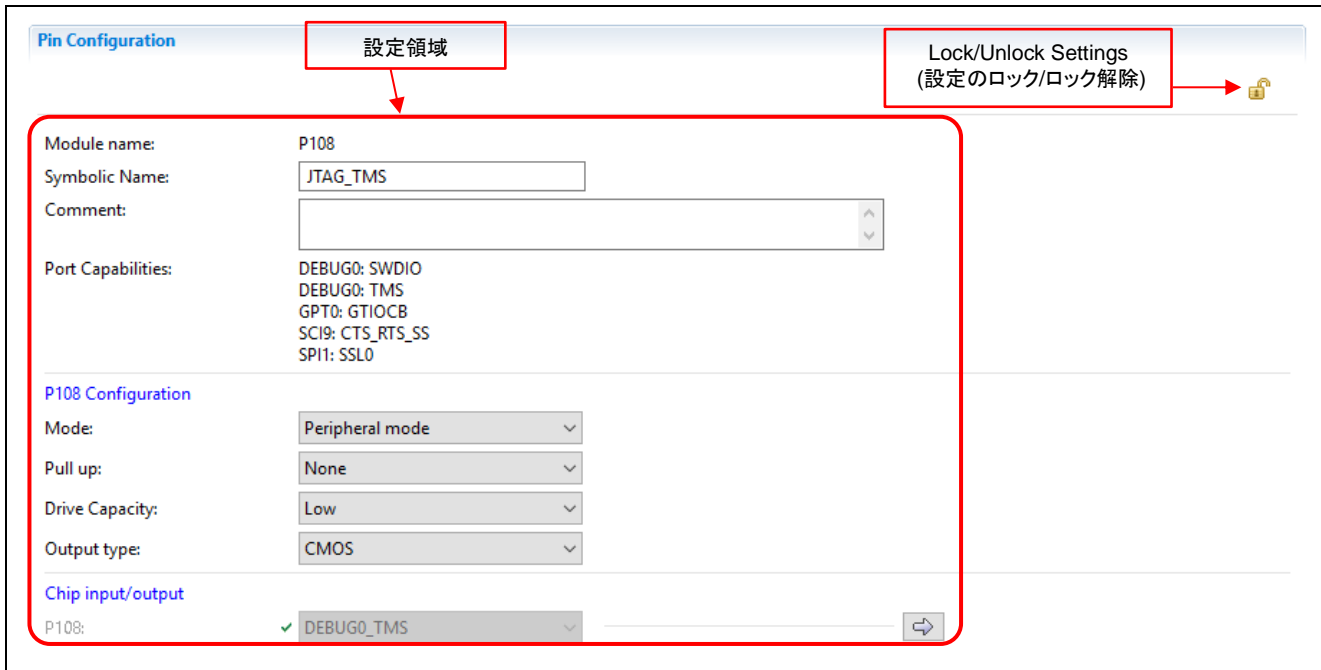 Pin Configuration
設定領域
Lock/Unlock Settings
(設定のロック/ロック解除)
Module name: P108
Symbolic Name: JTAG_TMS
Comment:
Port Capabilities: DEBUG0: SWDIO
DEBUG0: TMS
GPT0: GTIOCB
SCI9: CTS_RTS_SS
SPI1: SSL0
P108 Configuration
Mode: Peripheral mode
Pull up: None
Drive Capacity: Low
Output type: CMOS
Chip input/output
P108: DEBUG0_TMS